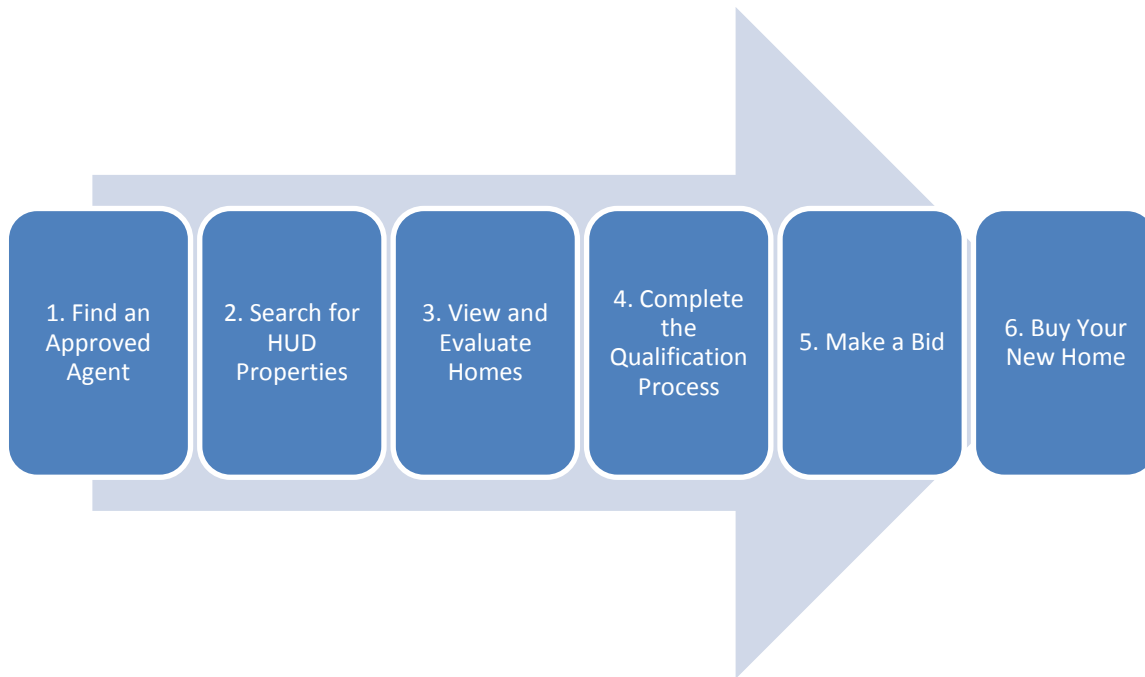 1. Find an
Approved
Agent
2. Search for
HUD
Properties
3. View and
Evaluate
Homes
4. Complete
the
Qualification
Process
5. Make a Bid
6. Buy Your
New Home